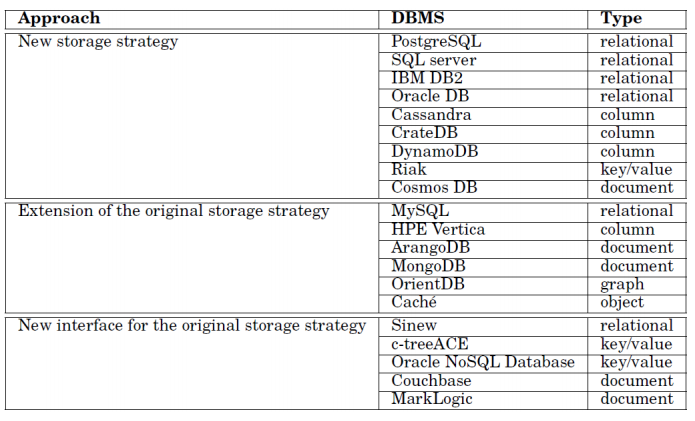 Approach DBMS Type
New storage strategy PostgreSQL relational
SQL server relational
IBM DB2 relational
Oracle DB relational
Cassandra column
CrateDB column
DynamoDB column
Riak key/value
Cosmos DB document
Extension of the original storage strategy MySQL relational
HPE Vertica column
ArangoDB document
MongoDB document
OrientDB graph
Caché object
New interface for the original storage strategy Sinew relational
c-treeACE key/value
Oracle NoSQL Database key/value
Couchbase document
MarkLogic document